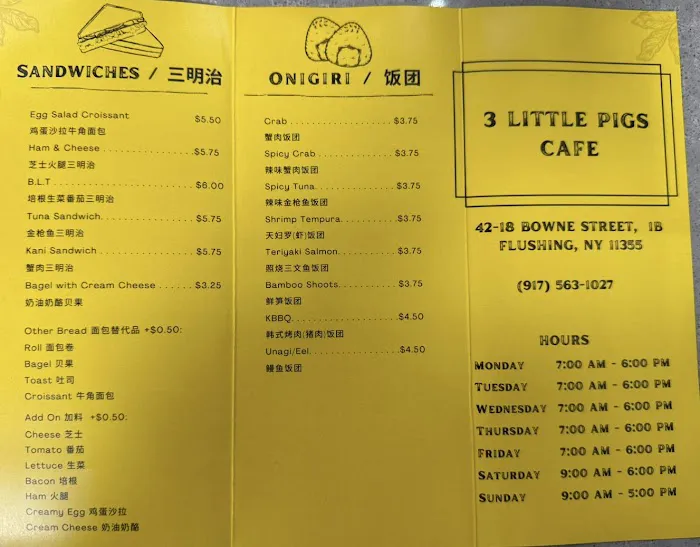 SANDWICHES / 三明治
Egg Salad Croissant $5.50
鸡蛋沙拉牛角面包
Ham & Cheese ............ $5.75
芝士火腿三明治
B.L.T ............ $6.00
培根生菜番茄三明治
Tuna Sandwich............ $5.75
金枪鱼三明治
Kani Sandwich ............ $5.75
蟹肉三明治
Bagel with Cream Cheese ...... $3.25
奶油奶酪贝果
Other Bread 面包替代品 +$0.50:
Roll 面包卷
Bagel 贝果
Toast 吐司
Croissant 牛角面包
Add On 加料 +$0.50:
Cheese 芝士
Tomato 番茄
Lettuce 生菜
Bacon 培根
Ham 火腿
Creamy Egg 鸡蛋沙拉
Cream Cheese 奶油奶酪
ONIGIRI / 饭团
Crab ............ $3.75
蟹肉饭团
Spicy Crab ............ $3.75
辣味蟹肉饭团
Spicy Tuna............ $3.75
辣味金枪鱼饭团
Shrimp Tempura............ $3.75
天妇罗(虾)饭团
Teriyaki Salmon............ $3.75
照烧三文鱼饭团
Bamboo Shoots............ $3.75
鲜笋饭团
KBBQ............ $4.50
韩式烤肉(猪肉)饭团
Unagi/Eel............ $4.50
鳗鱼饭团
3 LITTLE PIGS
CAFE
42-18 BOWNE STREET, 1B
FLUSHING, NY 11355
(917) 563-1027
HOURS
MONDAY 7:00 AM - 6:00 PM
TUESDAY 7:00 AM - 6:00 PM
WEDNESDAY 7:00 AM - 6:00 PM
THURSDAY 7:00 AM - 6:00 PM
FRIDAY 7:00 AM - 6:00 PM
SATURDAY 9:00 AM - 6:00 PM
SUNDAY 9:00 AM - 5:00 PM